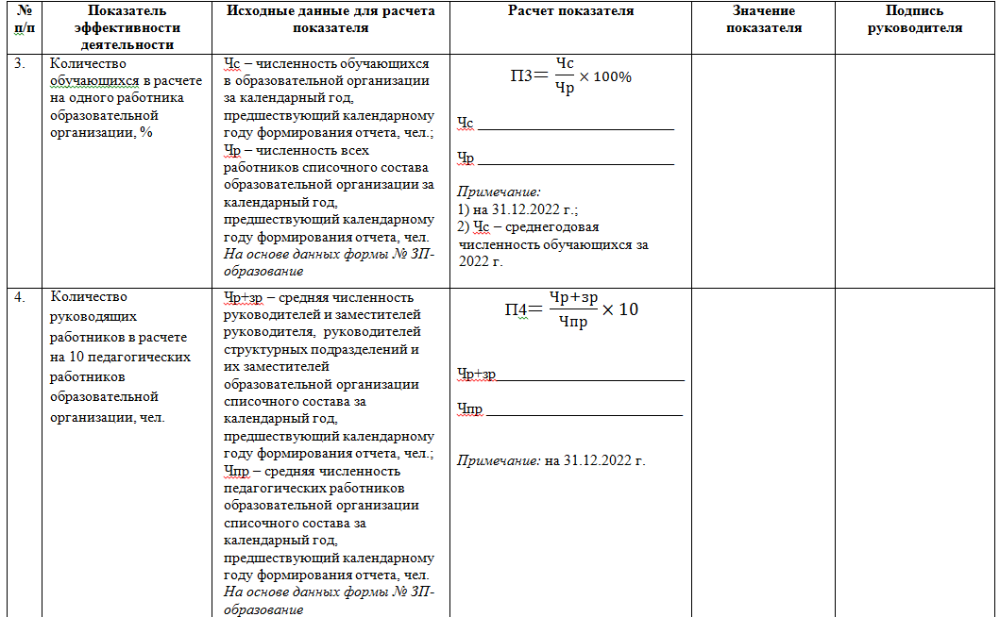 № п/п
Показатель эффективности деятельности
Исходные данные для расчета показателя
Расчет показателя
Значение показателя
Подпись руководителя
3.
Количество
обучающихся в расчете
на одного работника
образовательной
организации, %
Чс – численность обучающихся
в образовательной организации
за календарный год,
предшествующий календарному
году формирования отчета, чел.;
Чр – численность всех
работников списочного состава
образовательной организации за
календарный год,
предшествующий календарному
году формирования отчета, чел.
На основе данных формы № ЗП-
образование
П3= Чс/Чр × 100%
Чс ___________________________
Чр ___________________________
Примечание:
1) на 31.12.2022 г.;
2) Чс – среднегодовая
численность обучающихся за
2022 г.
4.
Количество
руководящих
работников в расчете
на 10 педагогических
работников
образовательной
организации, чел.
Чр+зр – средняя численность
руководителей и заместителей
руководителя, руководителей
структурных подразделений и
их заместителей
образовательной организации
списочного состава за
календарный год,
предшествующий календарному
году формирования отчета, чел.;
Чпр – средняя численность
педагогических работников
образовательной организации
списочного состава за
календарный год,
предшествующий календарному
году формирования отчета, чел.
На основе данных формы № ЗП-
образование
П4= Чр+зр/Чпр × 10
Чр+зр__________________________
Чпр ___________________________
Примечание: на 31.12.2022 г.